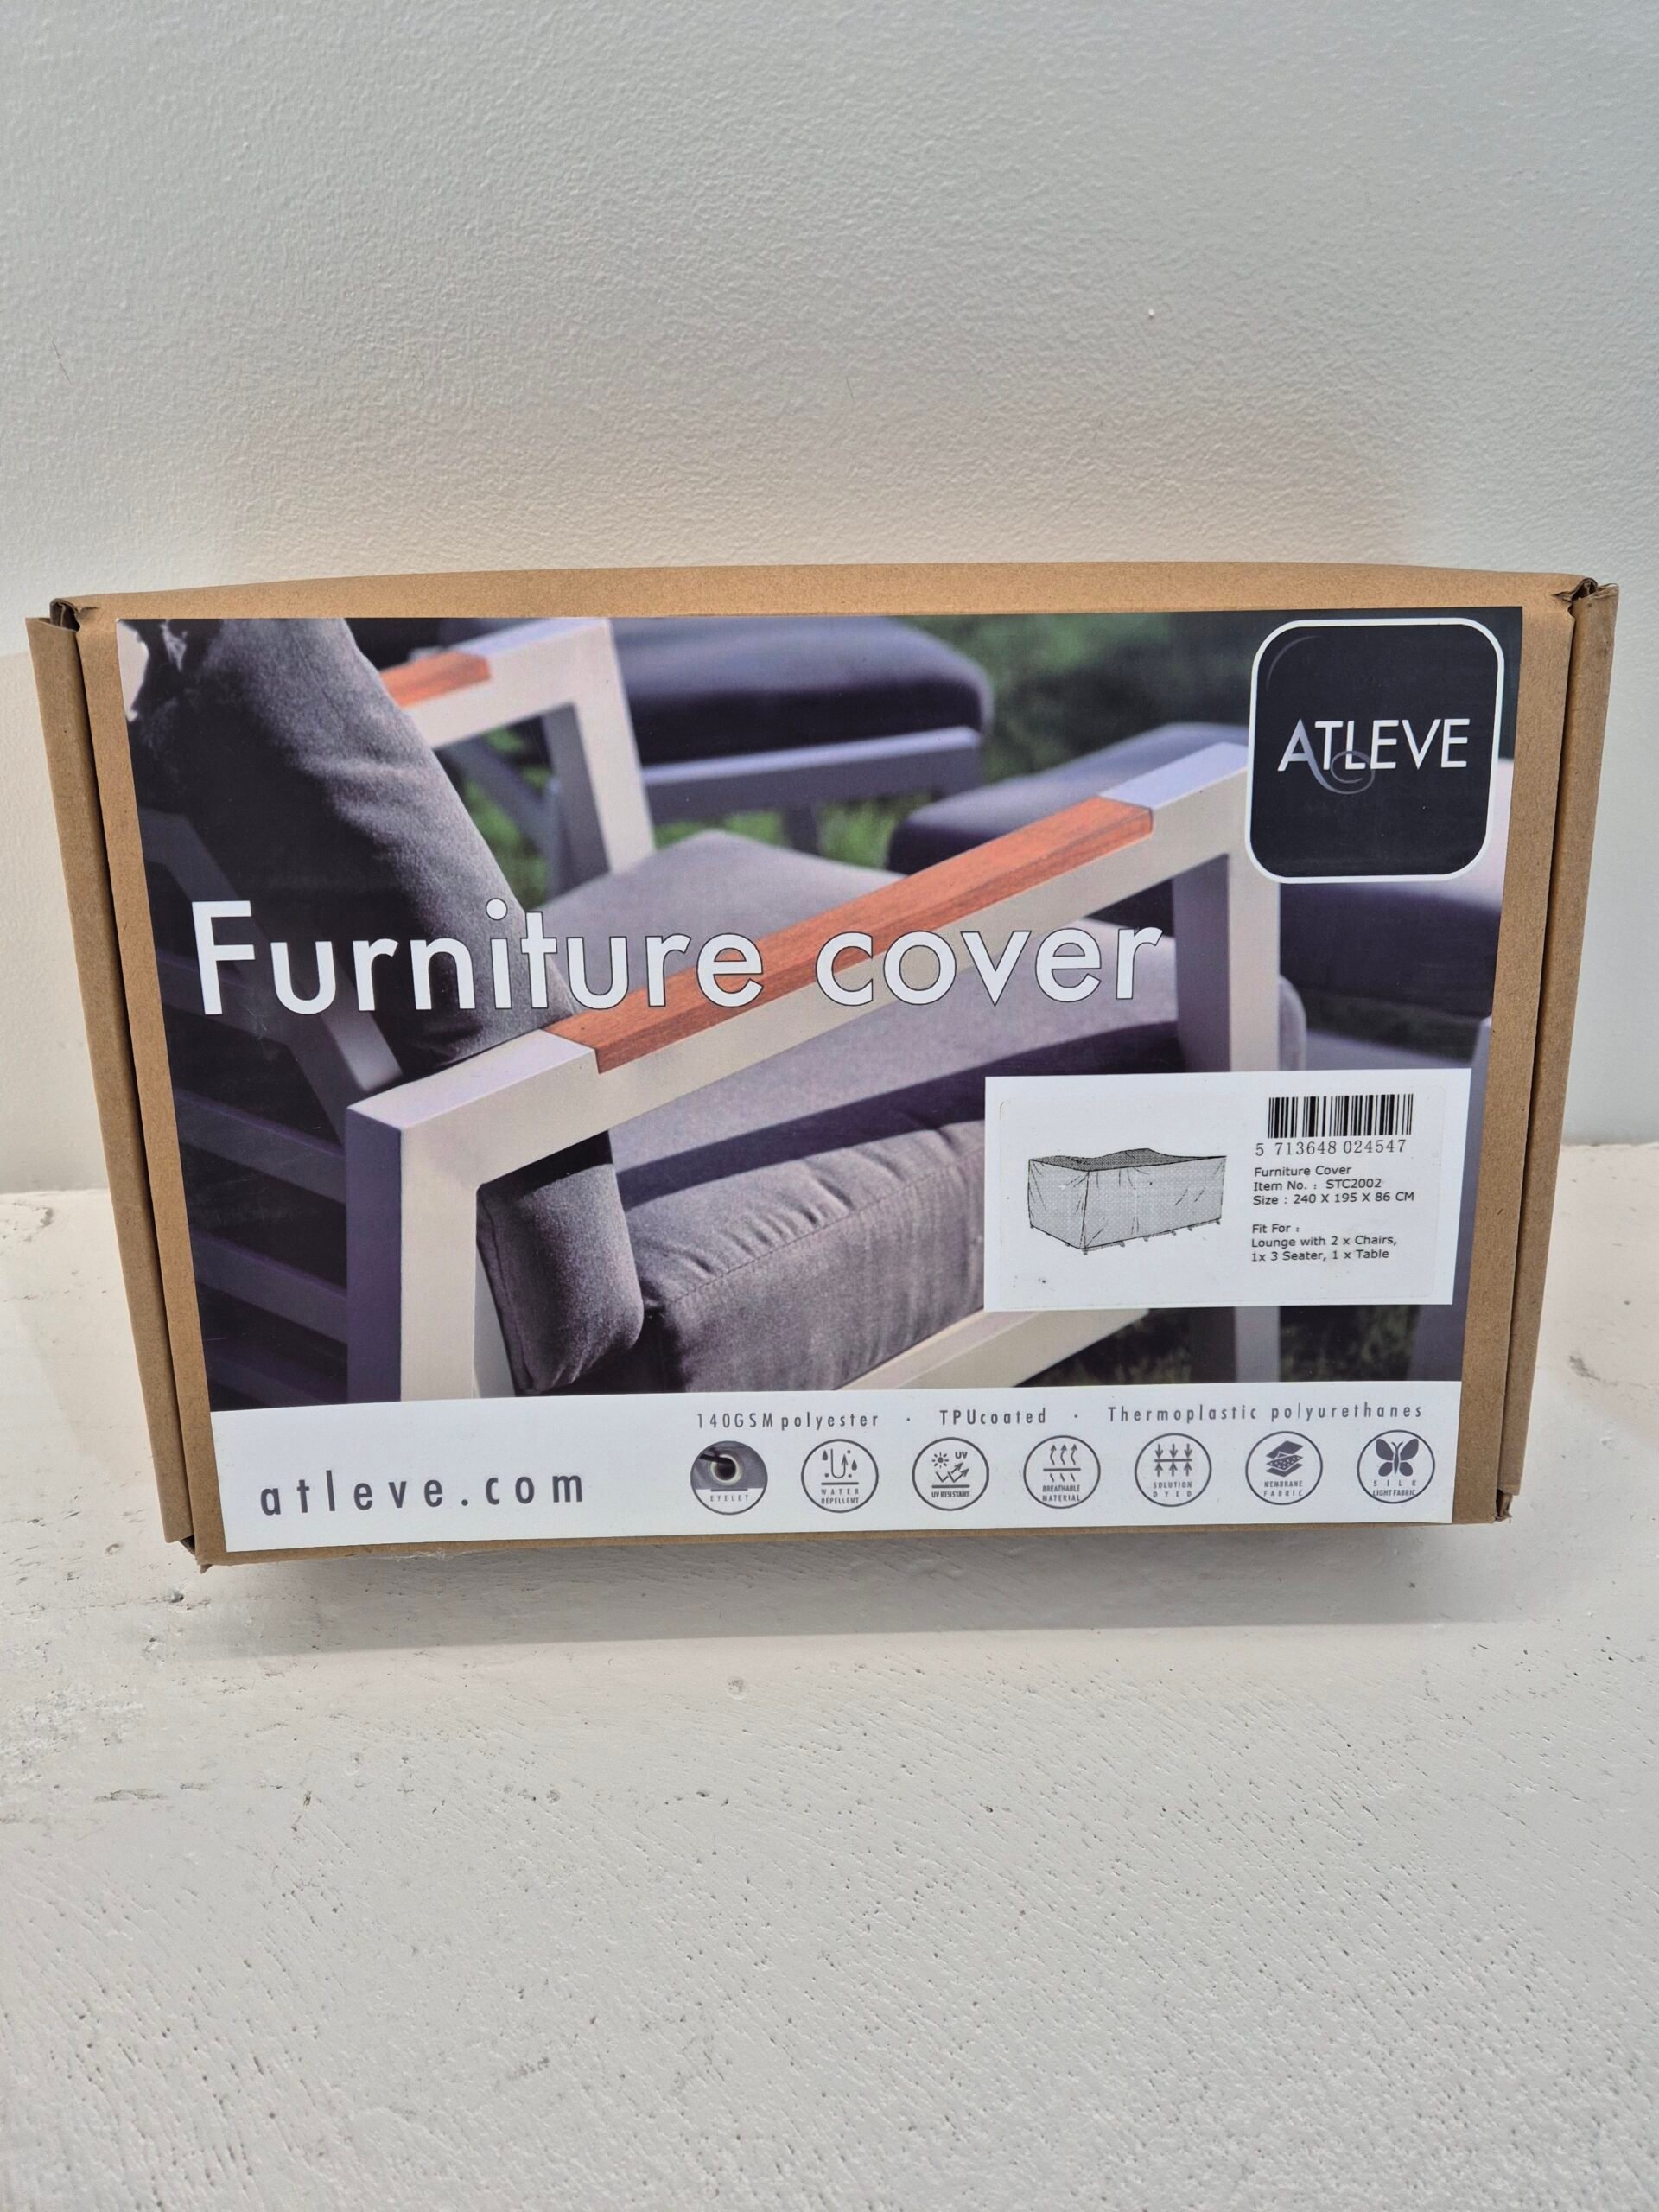 ATLEVE
Furniture cover
5 713648 024547
Furniture Cover
Item No. : STC2002
Size : 240 X 195 X 86 CM
Fit For :
Lounge with 2 x Chairs,
1x 3 Seater, 1 x Table
140GSM polyester · TPUcoated · Thermoplastic polyurethanes
atleve.com
EYELET
WATER
REPELLENT
UV
UV RESISTANT
BREATHABLE
MATERIAL
SOLUTION
DYED
MEMBRANE
FABRIC
SILK
LIGHT FABRIC